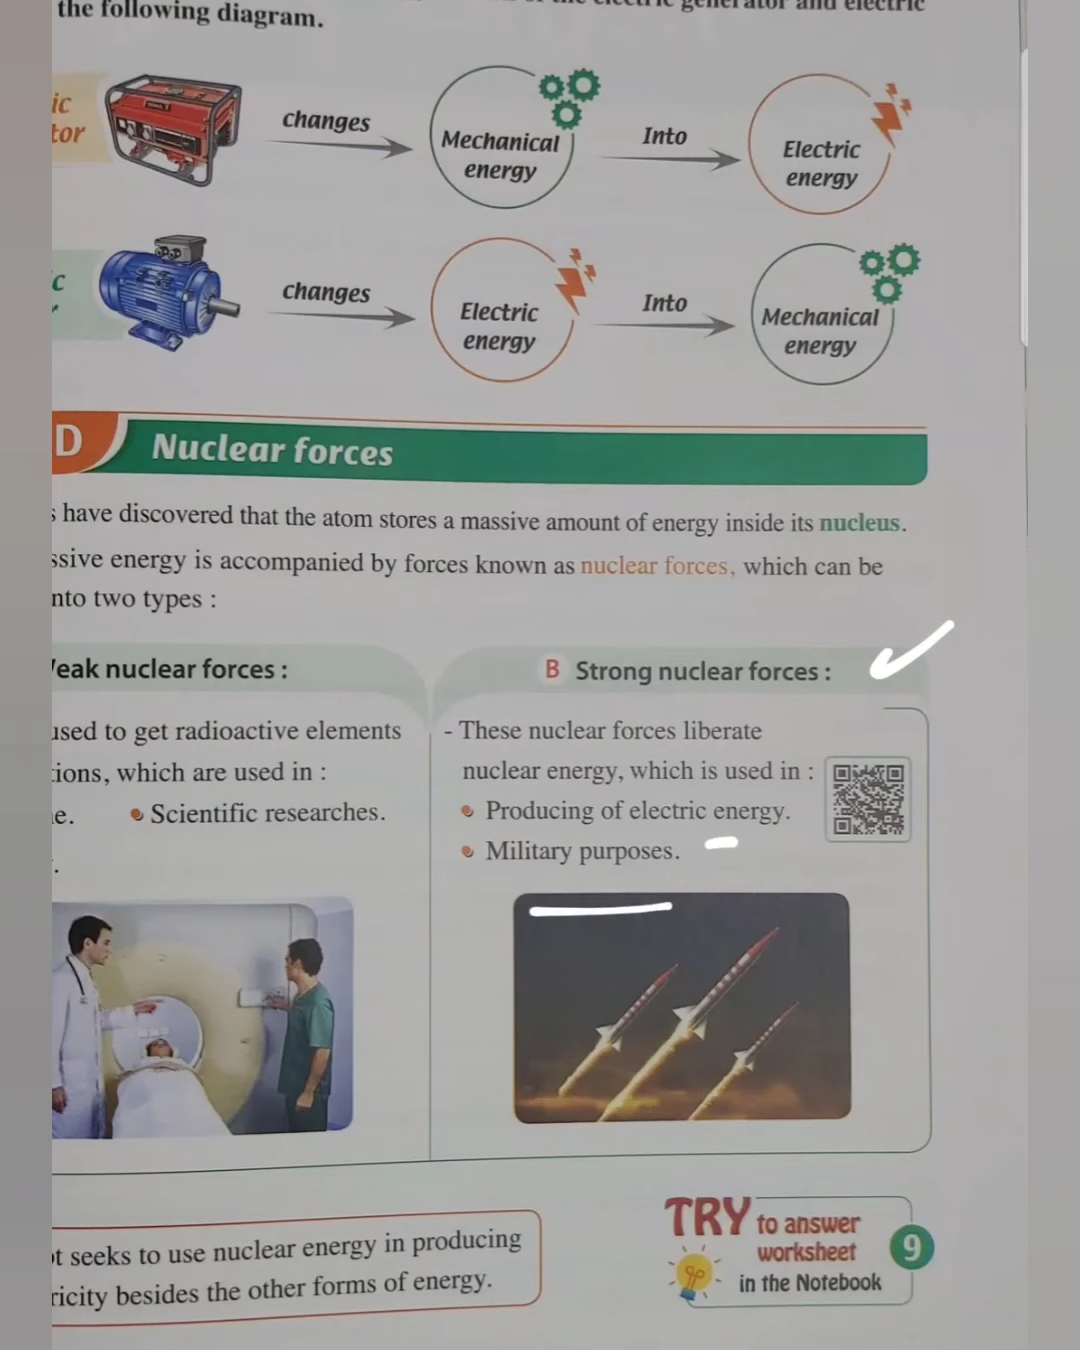 the following diagram.
generator and electric
ic
tor
changes
Mechanical
energy
Into
Electric
energy
c
changes
Electric
energy
Into
Mechanical
energy
D Nuclear forces
have discovered that the atom stores a massive amount of energy inside its nucleus.
ssive energy is accompanied by forces known as nuclear forces, which can be
nto two types :
eak nuclear forces :
used to get radioactive elements
ions, which are used in :
e. • Scientific researches.
.
B Strong nuclear forces :
- These nuclear forces liberate
nuclear energy, which is used in :
• Producing of electric energy.
• Military purposes.
t seeks to use nuclear energy in producing
ricity besides the other forms of energy.
TRY to answer
worksheet
in the Notebook
9